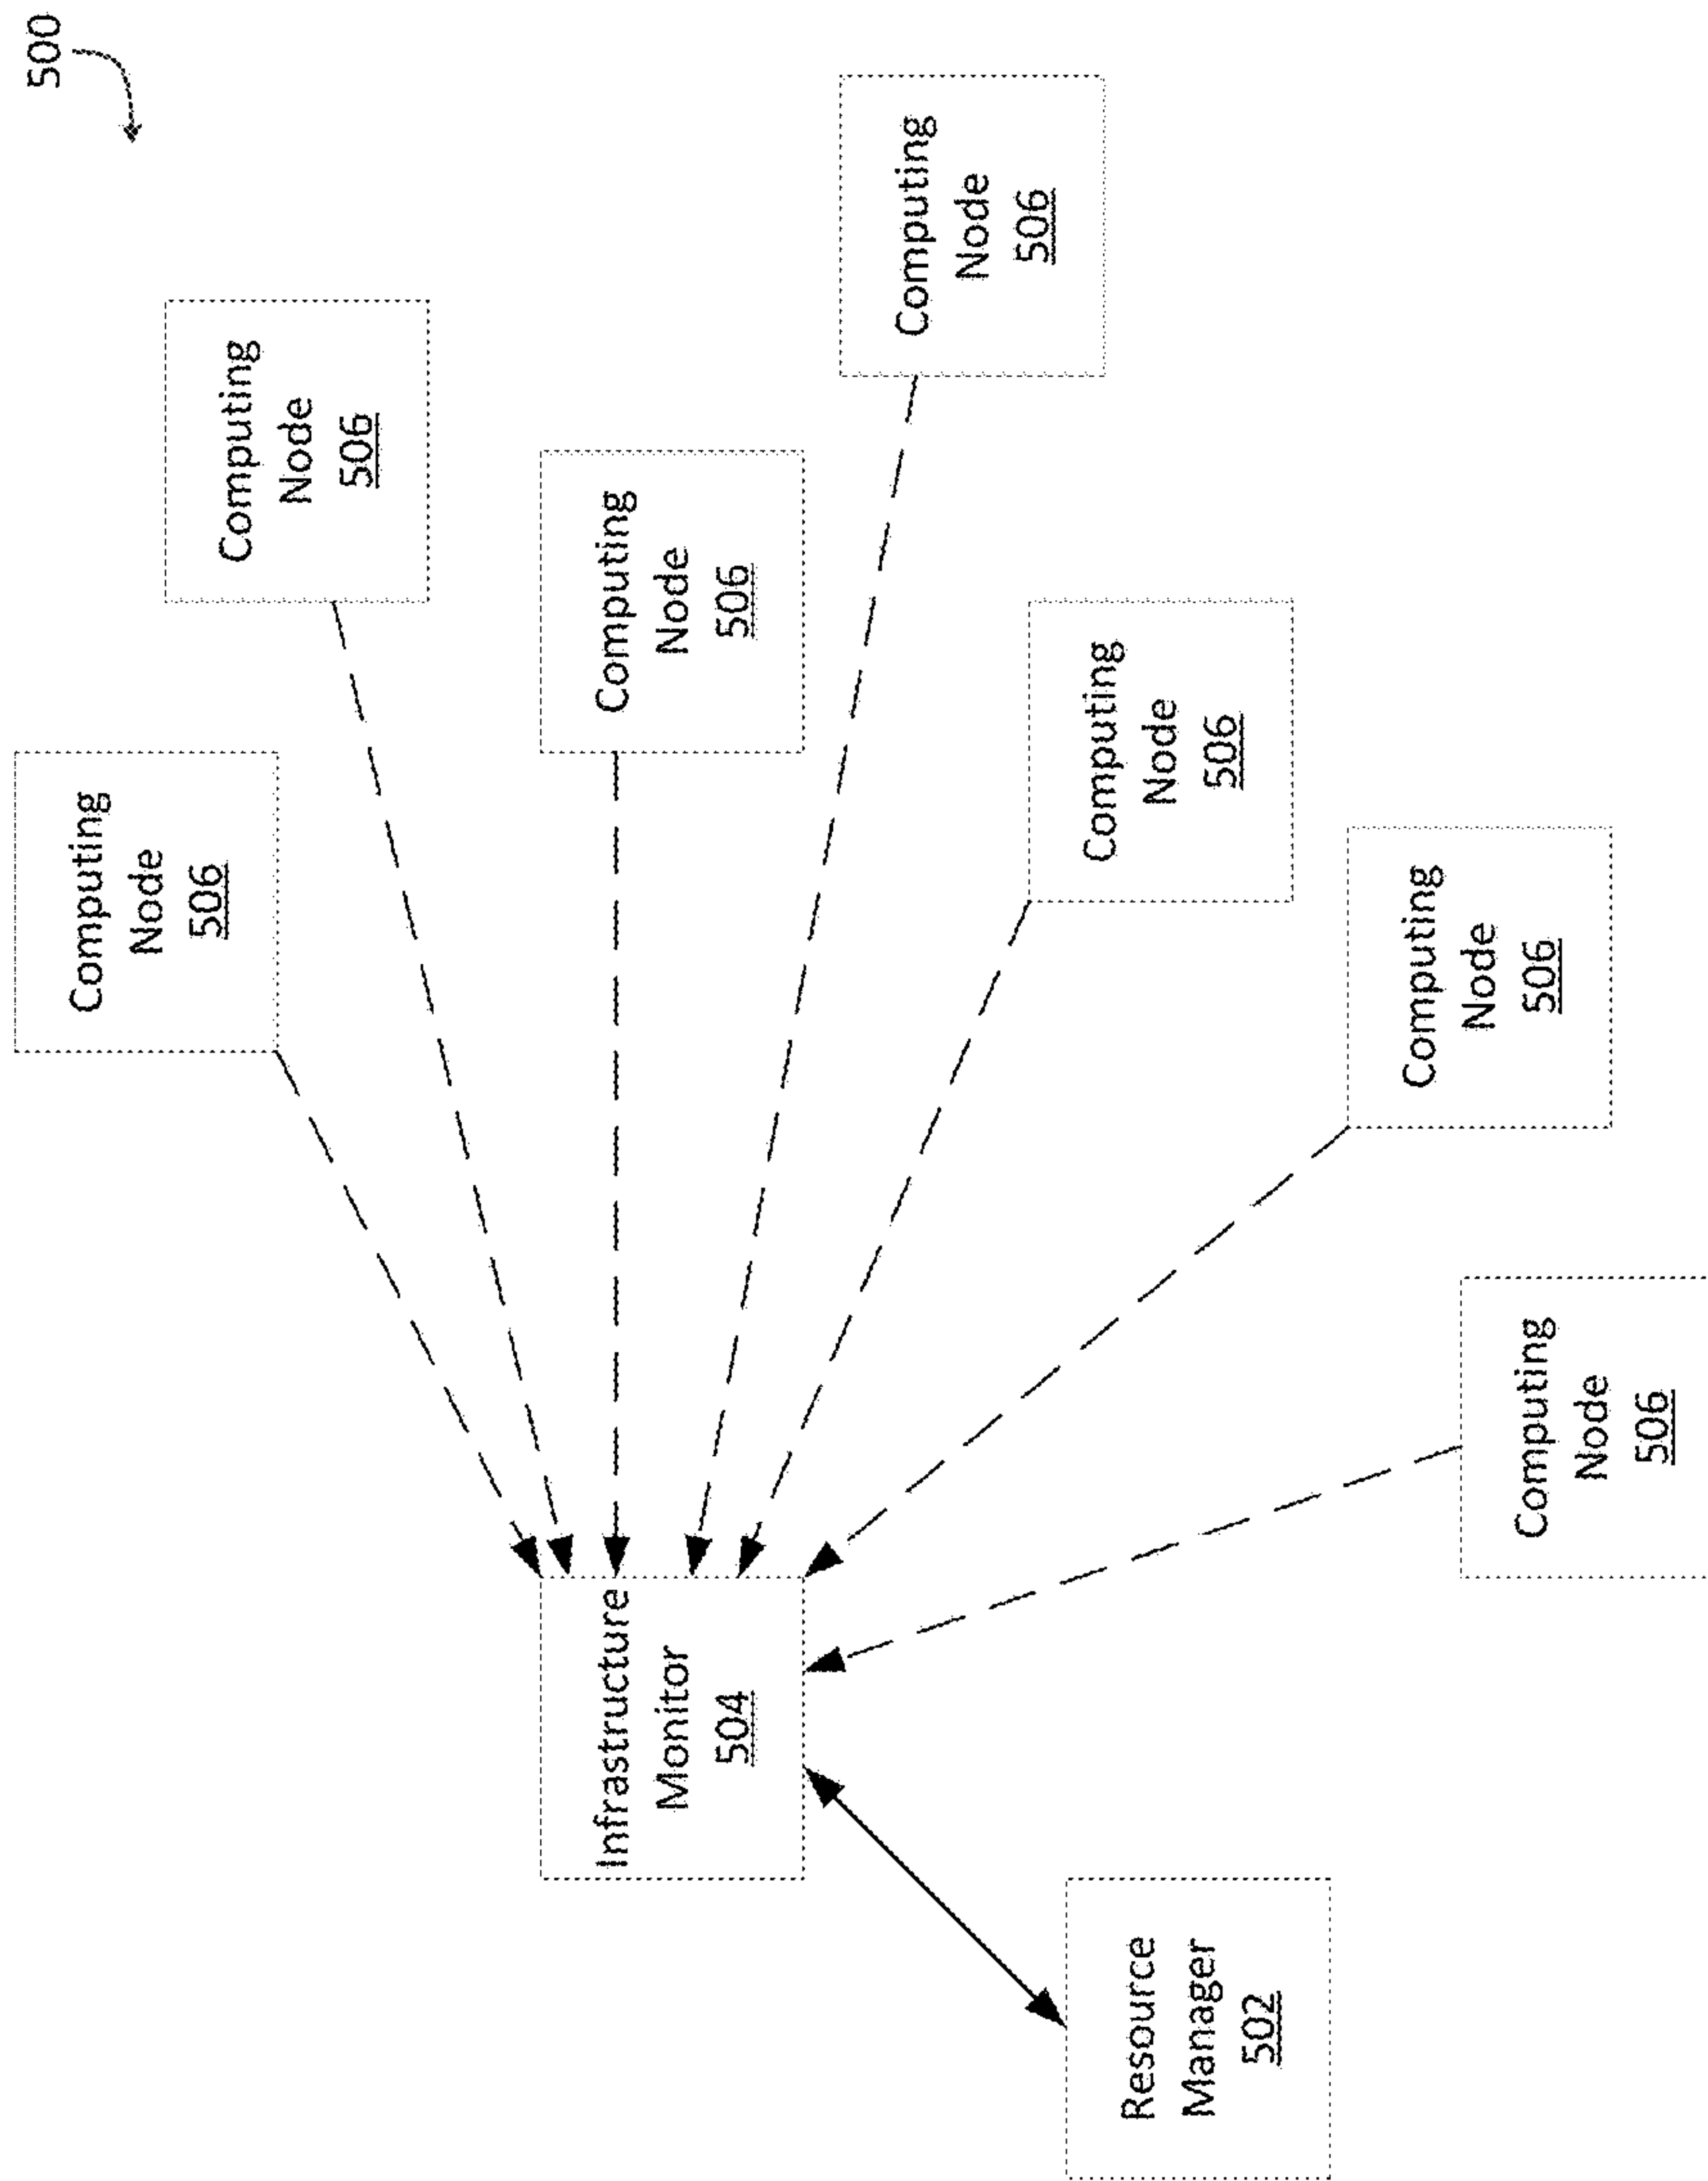 500
Computing
Node
506
Computing
Node
506
Computing
Node
506
Computing
Node
506
Computing
Node
506
Computing
Node
506
Computing
Node
506
Infrastructure
Monitor
504
Resource
Manager
502